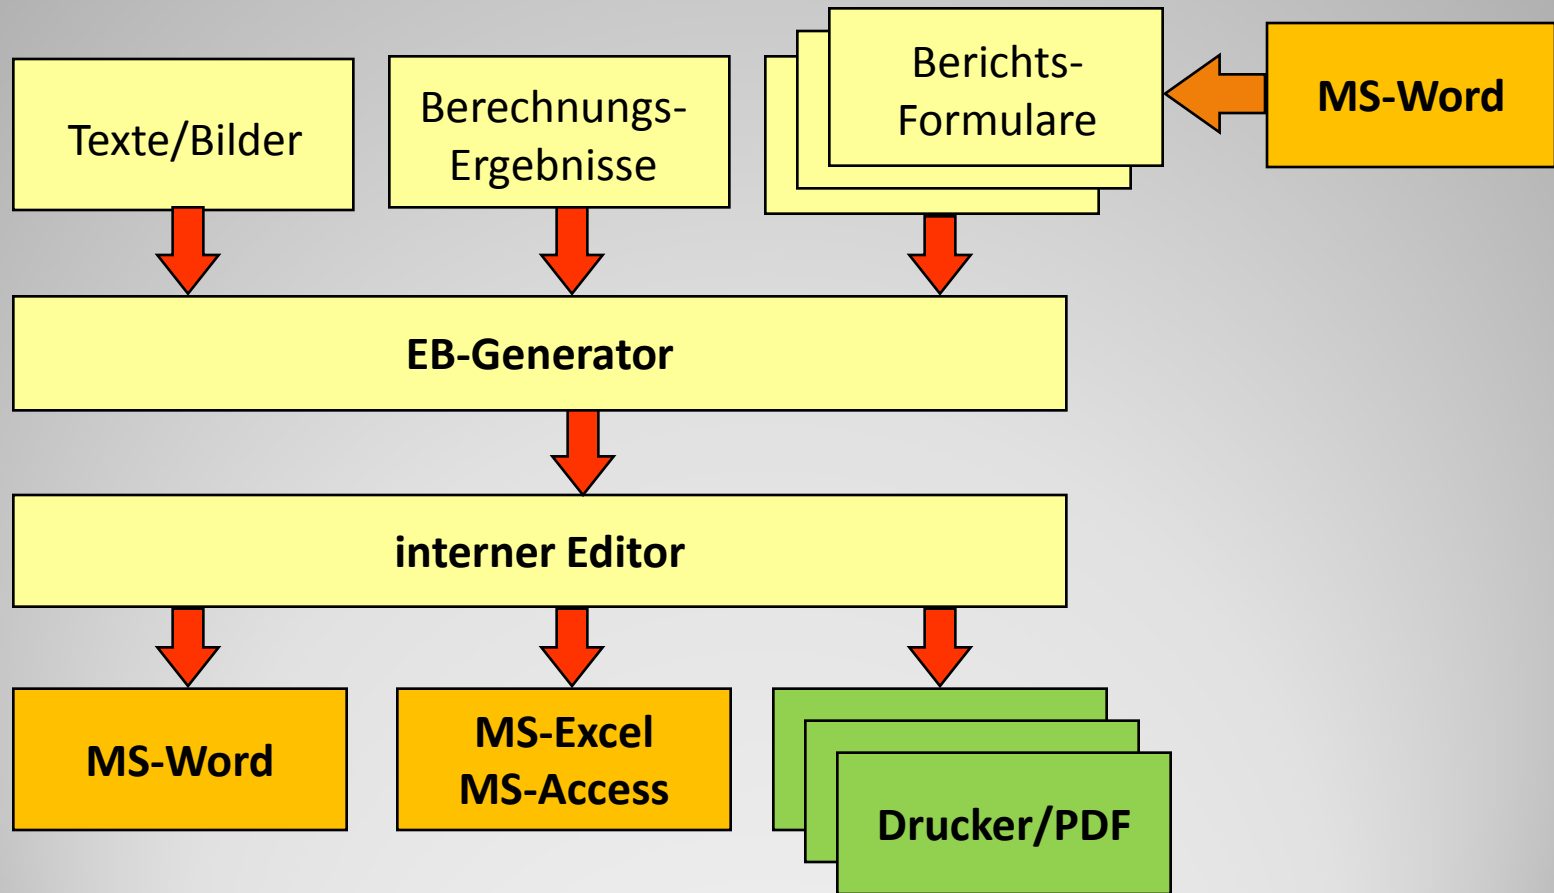 Texte/Bilder
Berechnungs-
Ergebnisse
Berichts-
Formulare
MS-Word
EB-Generator
interner Editor
MS-Word
MS-Excel
MS-Access
Drucker/PDF